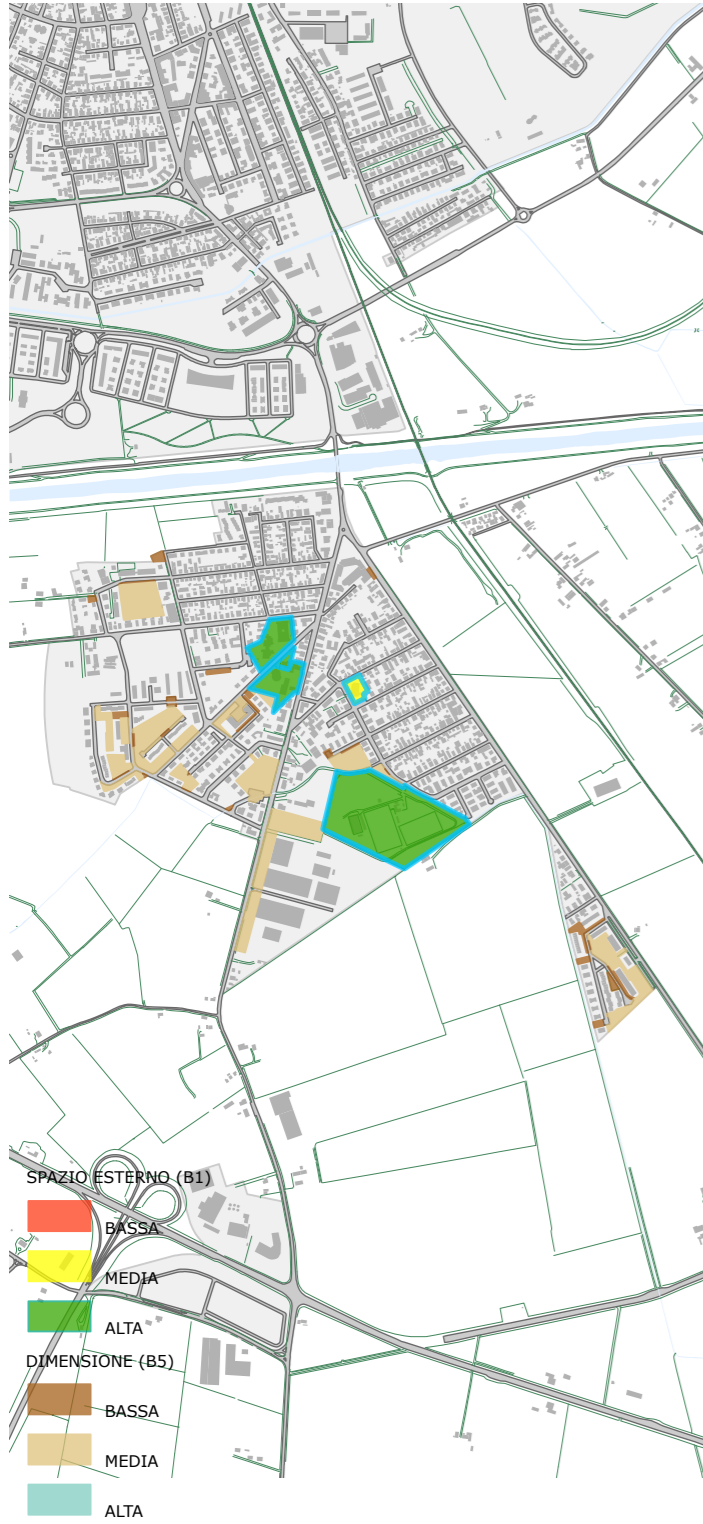 SPAZIO ESTERNO (B1)
BASSA
MEDIA
ALTA
DIMENSIONE (B5)
BASSA
MEDIA
ALTA